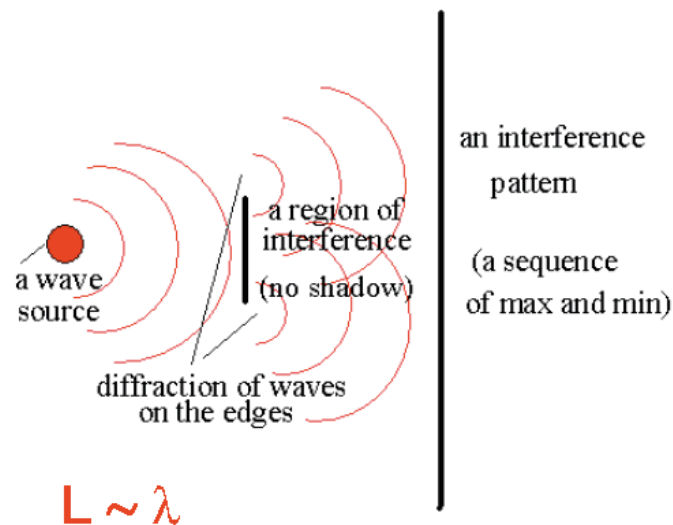 an interference
pattern
a region of
interference
(no shadow)
(a sequence
of max and min)
a wave
source
diffraction of waves
on the edges
L ~ λ